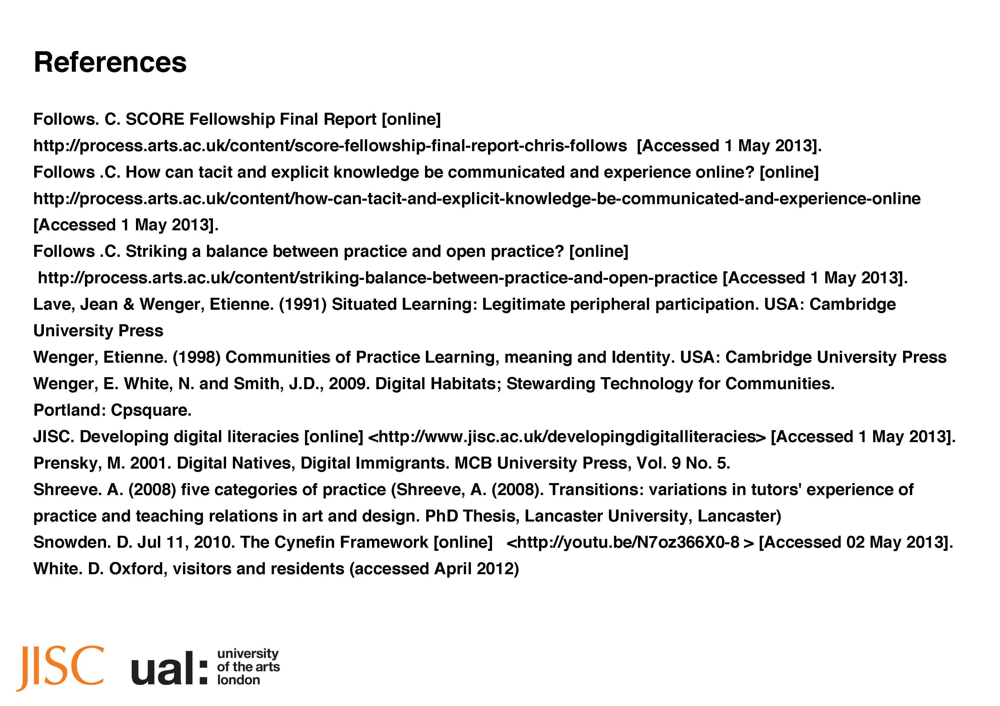 References
Follows. C. SCORE Fellowship Final Report [online]
http://process.arts.ac.uk/content/score-fellowship-final-report-chris-follows  [Accessed 1 May 2013].
Follows .C. How can tacit and explicit knowledge be communicated and experience online? [online]
http://process.arts.ac.uk/content/how-can-tacit-and-explicit-knowledge-be-communicated-and-experience-online
[Accessed 1 May 2013].
Follows .C. Striking a balance between practice and open practice? [online]
http://process.arts.ac.uk/content/striking-balance-between-practice-and-open-practice [Accessed 1 May 2013].
Lave, Jean & Wenger, Etienne. (1991) Situated Learning: Legitimate peripheral participation. USA: Cambridge
University Press
Wenger, Etienne. (1998) Communities of Practice Learning, meaning and Identity. USA: Cambridge University Press
Wenger, E. White, N. and Smith, J.D., 2009. Digital Habitats; Stewarding Technology for Communities.
Portland: Cpsquare.
JISC. Developing digital literacies [online] <http://www.jisc.ac.uk/developingdigitalliteracies> [Accessed 1 May 2013].
Prensky, M. 2001. Digital Natives, Digital Immigrants. MCB University Press, Vol. 9 No. 5.
Shreeve. A. (2008) five categories of practice (Shreeve, A. (2008). Transitions: variations in tutors' experience of
practice and teaching relations in art and design. PhD Thesis, Lancaster University, Lancaster)
Snowden. D. Jul 11, 2010. The Cynefin Framework [online]   <http://youtu.be/N7oz366X0-8 > [Accessed 02 May 2013].
White. D. Oxford, visitors and residents (accessed April 2012)
JISC
ual:
university
of the arts
london